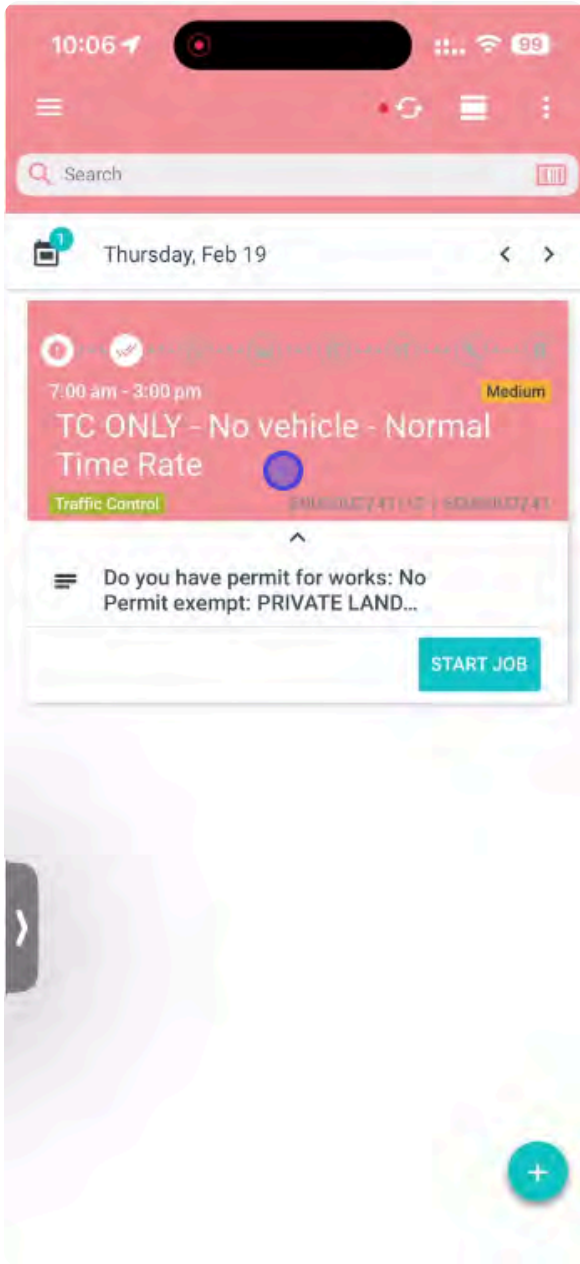 10:06
99
Search
1
Thursday, Feb 19
7:00 am - 3:00 pm
Medium
TC ONLY - No vehicle - Normal
Time Rate
Traffic Control
Do you have permit for works: No
Permit exempt: PRIVATE LAND...
START JOB